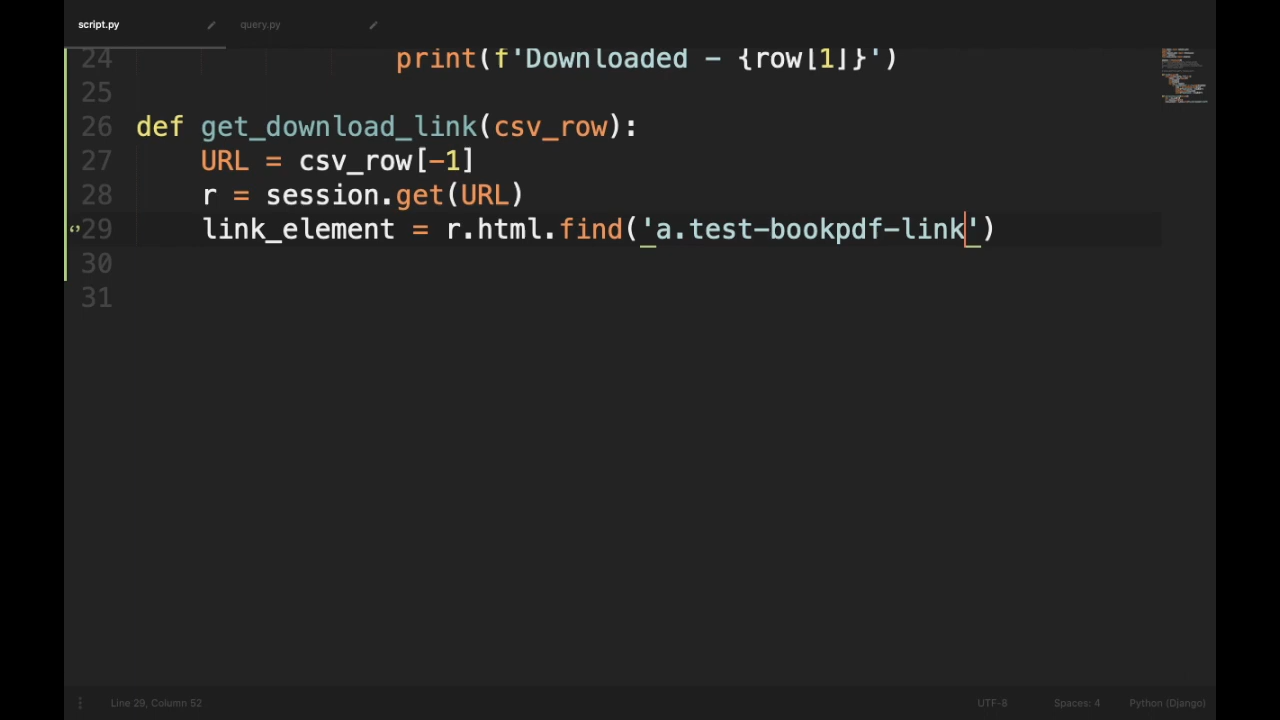 script.py query.py
24 print(f'Downloaded - {row[1]}')
25
26 def get_download_link(csv_row):
27 URL = csv_row[-1]
28 r = session.get(URL)
29 link_element = r.html.find('a.test-bookpdf-link')
30
31
Line 29, Column 52 UTF-8 Spaces: 4 Python (Django)